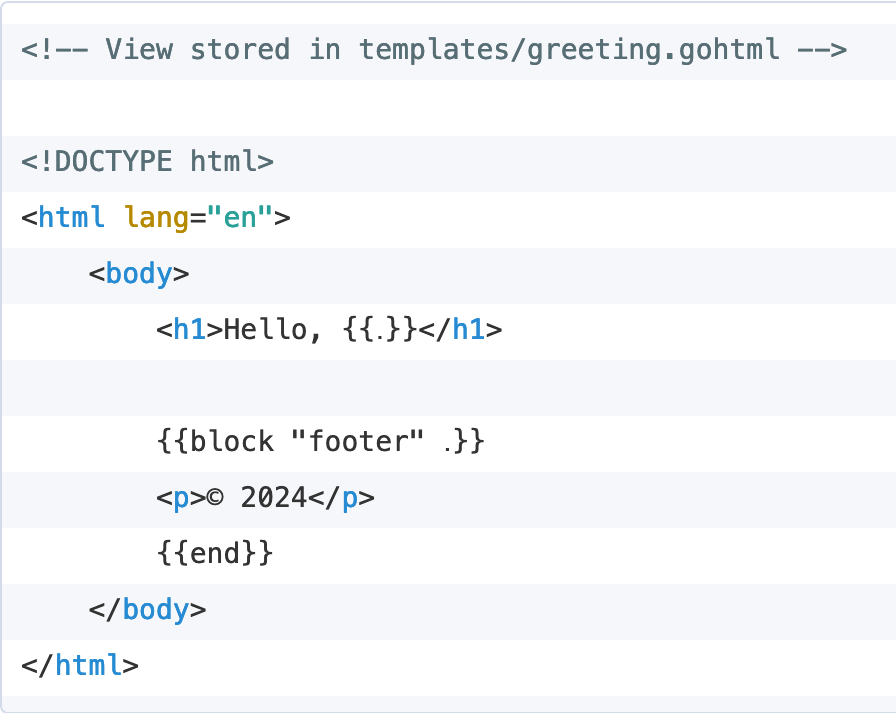 <!-- View stored in templates/greeting.gohtml -->
<!DOCTYPE html>
<html lang="en">
    <body>
        <h1>Hello, {{.}}</h1>
        {{block "footer" .}}
        <p>© 2024</p>
        {{end}}
    </body>
</html>